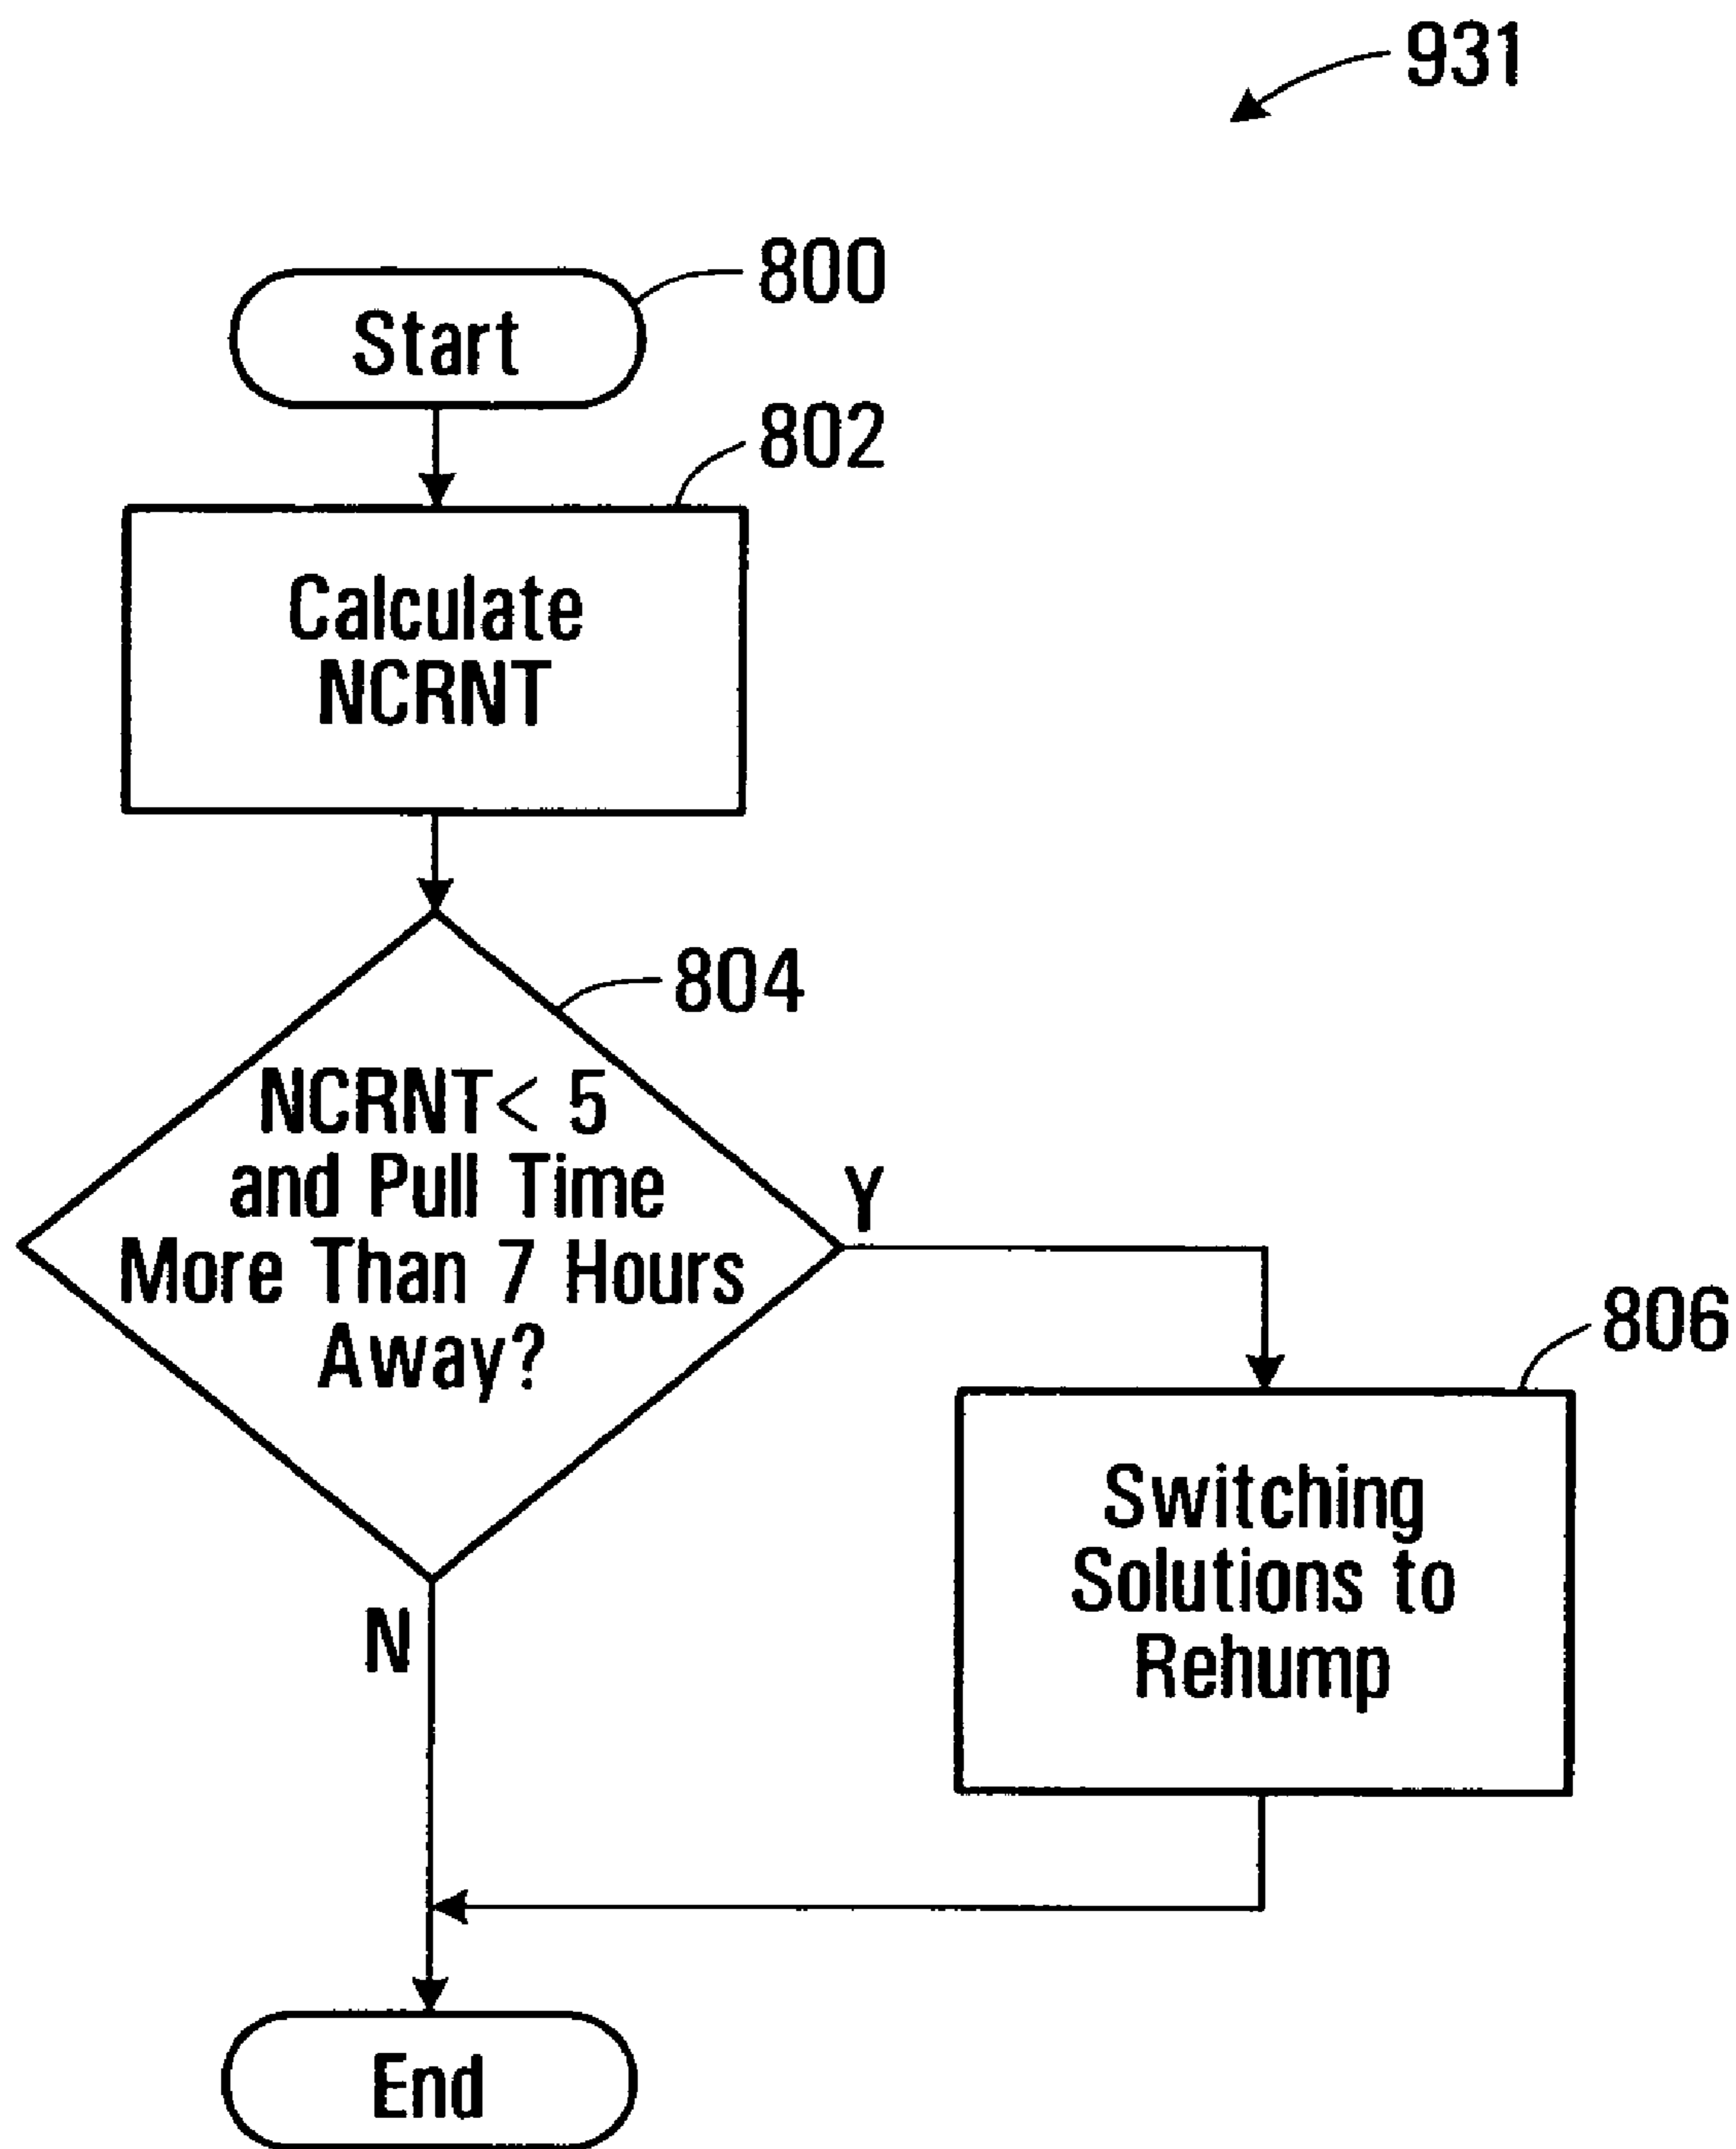 931
800
Start
802
Calculate
NCRNT
804
NCRNT< 5
and Pull Time
More Than 7 Hours
Away?
Y
N
806
Switching
Solutions to
Rehump
End